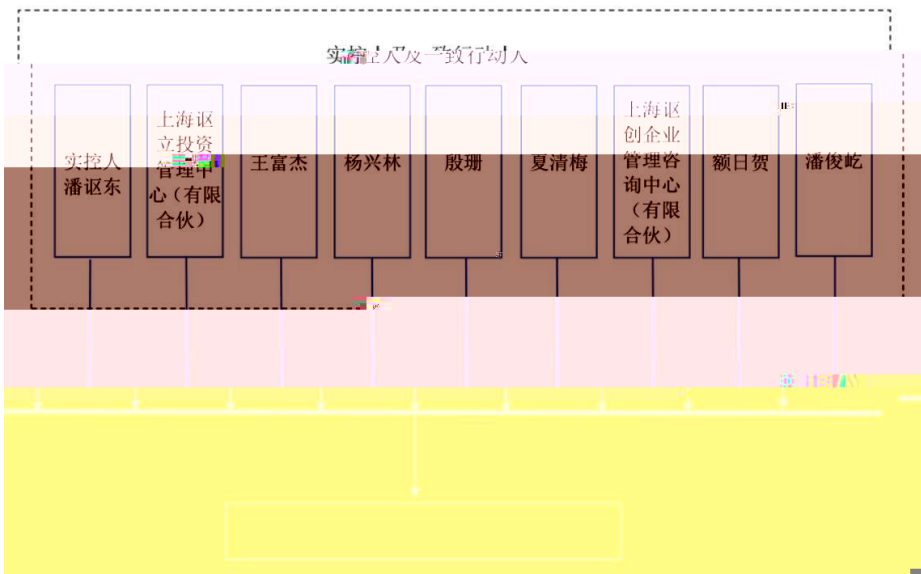 实控人及一致行动人
实控人
潘讴东
上海讴
立投资
管理中
心（有限
合伙）
王富杰
杨兴林
殷珊
夏清梅
上海讴
创企业
管理咨
询中心
（有限
合伙）
额日贺
潘俊屹